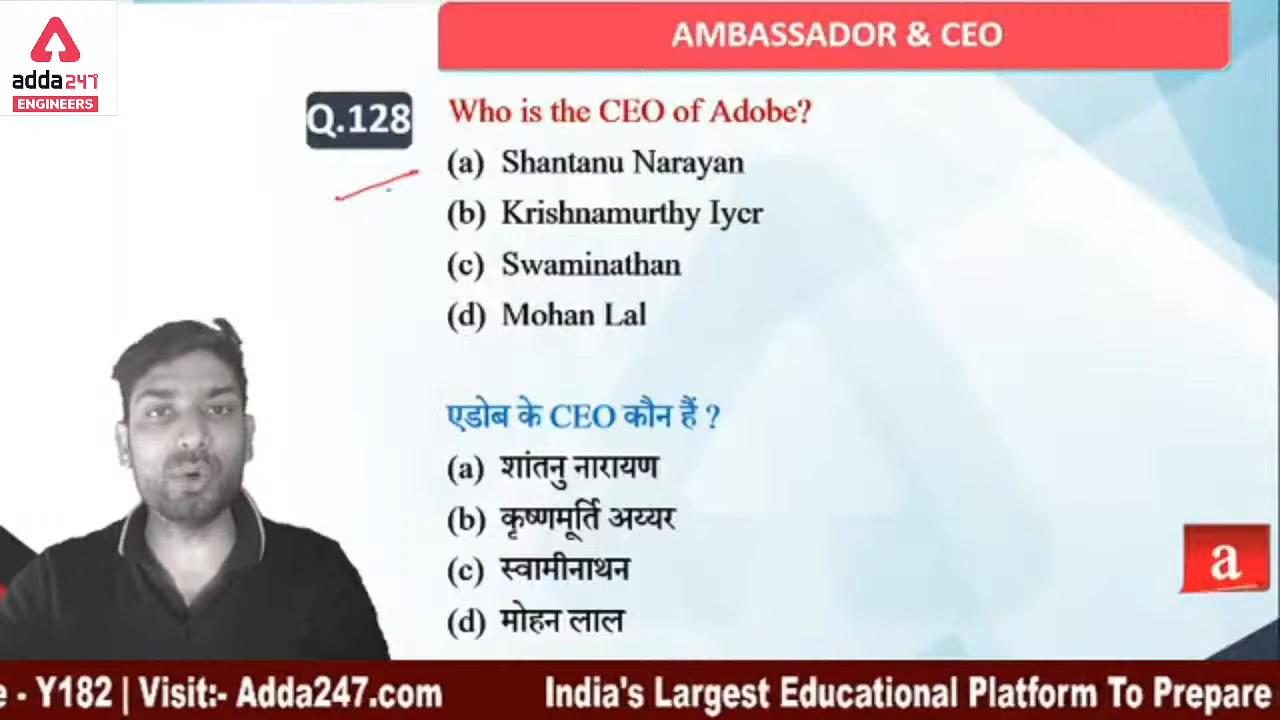 adda247
ENGINEERS
AMBASSADOR & CEO
Q.128
Who is the CEO of Adobe?
(a) Shantanu Narayan
(b) Krishnamurthy Iyer
(c) Swaminathan
(d) Mohan Lal
एडोब के CEO कौन हैं ?
(a) शांतनु नारायण
(b) कृष्णमूर्ति अय्यर
(c) स्वामीनाथन
(d) मोहन लाल
a
e - Y182 | Visit:- Adda247.com India's Largest Educational Platform To Prepare